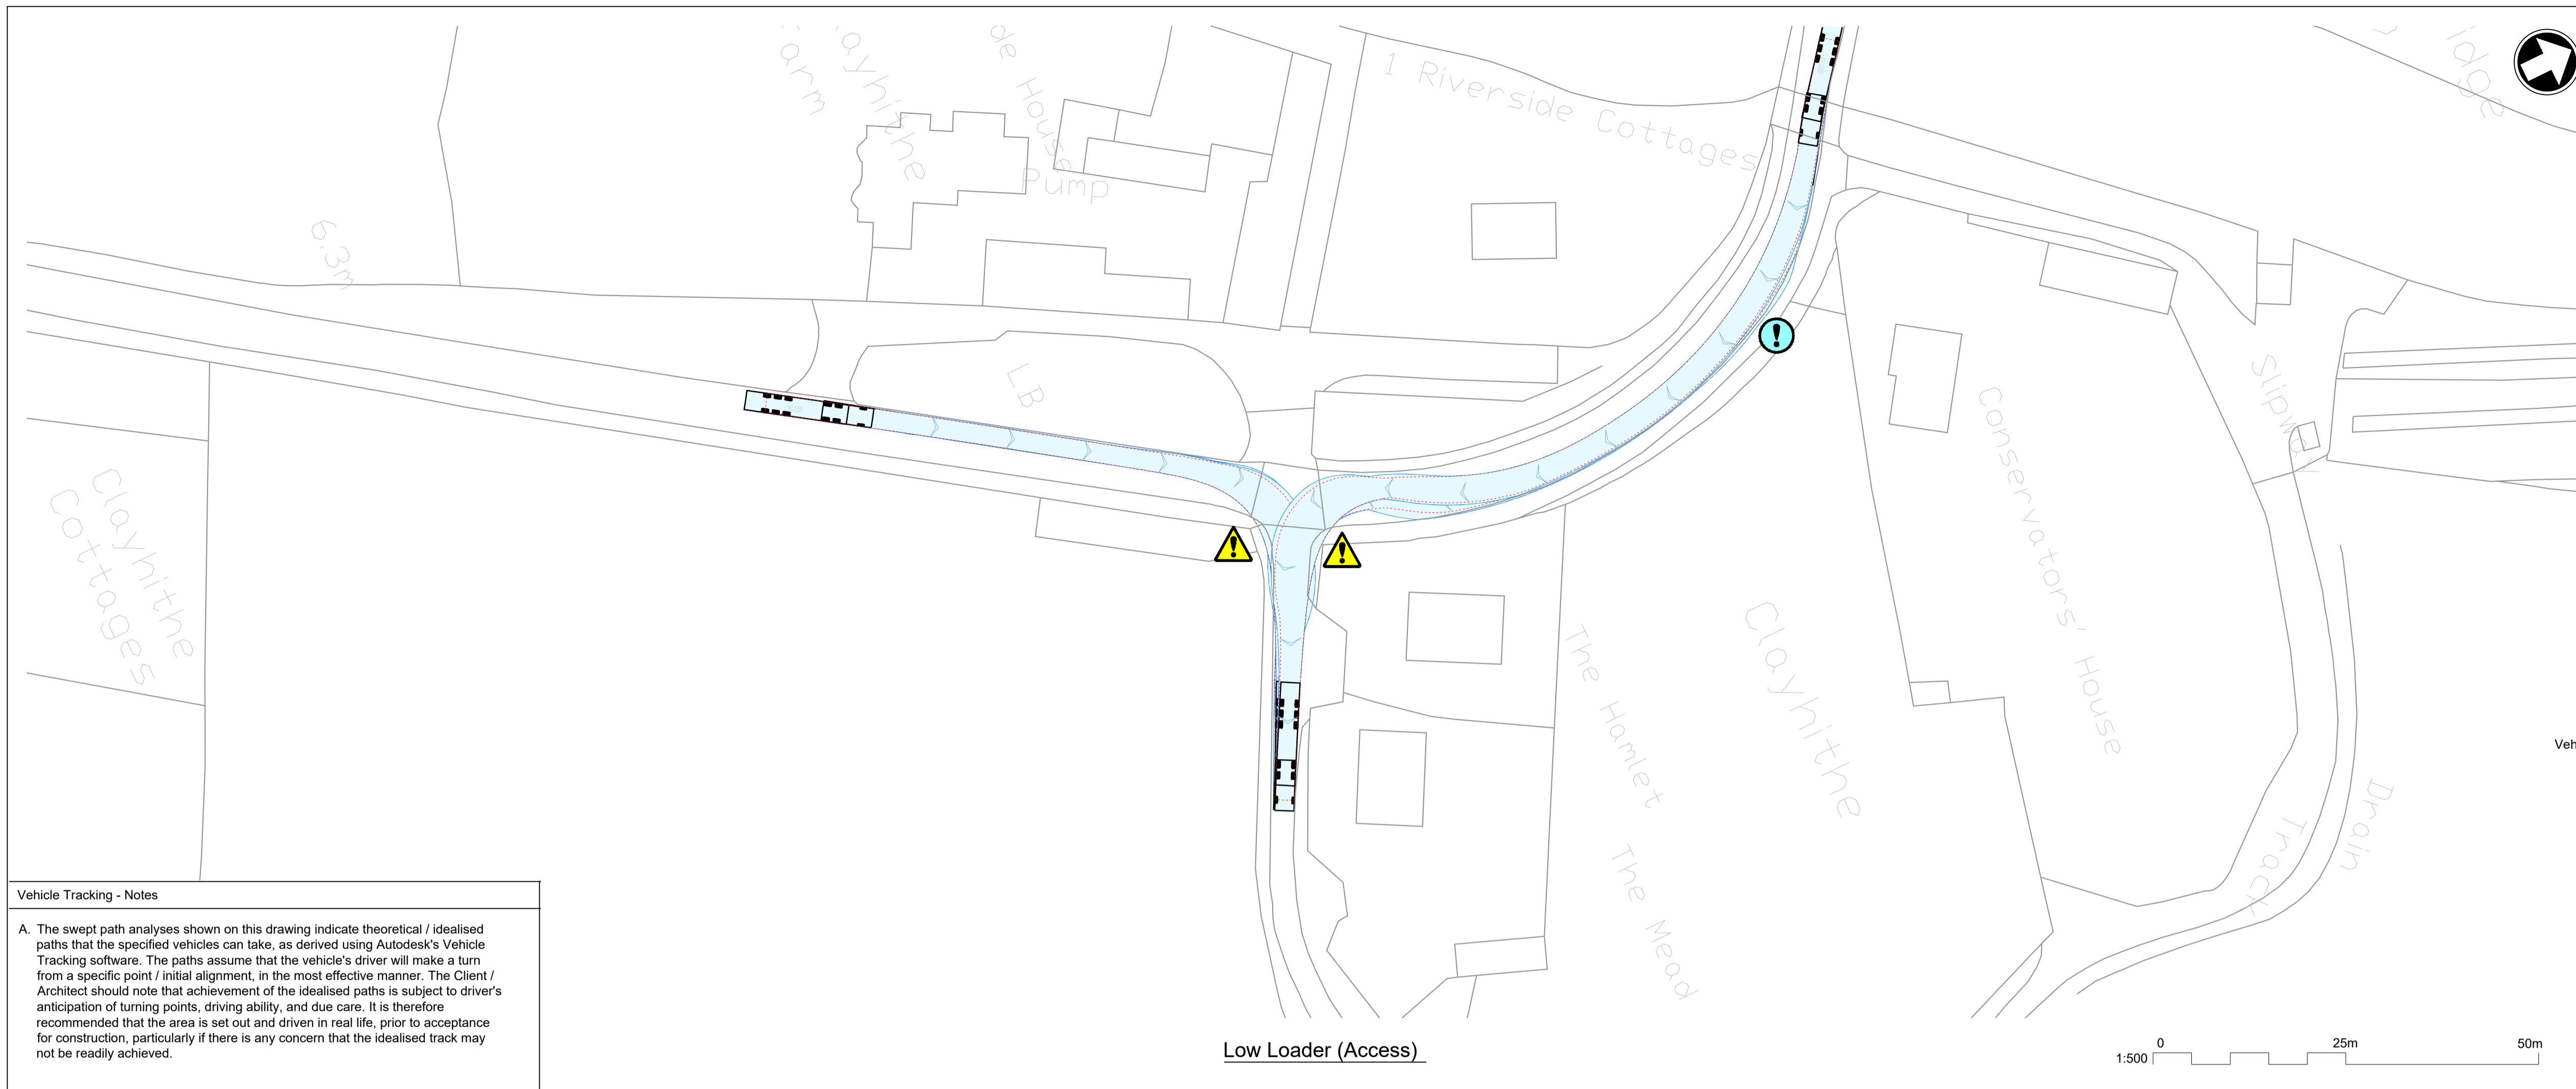 1 Riverside Cottages
Pump
6.3m
LB
Clayhithe
Cottages
Conservators' House
Slipway
Clayhithe
The Hamlet
The Mead
Drain
Track
Veh
Vehicle Tracking - Notes
A. The swept path analyses shown on this drawing indicate theoretical / idealised
paths that the specified vehicles can take, as derived using Autodesk's Vehicle
Tracking software. The paths assume that the vehicle's driver will make a turn
from a specific point / initial alignment, in the most effective manner. The Client /
Architect should note that achievement of the idealised paths is subject to driver's
anticipation of turning points, driving ability, and due care. It is therefore
recommended that the area is set out and driven in real life, prior to acceptance
for construction, particularly if there is any concern that the idealised track may
not be readily achieved.
Low Loader (Access)
0 25m 50m
1:500